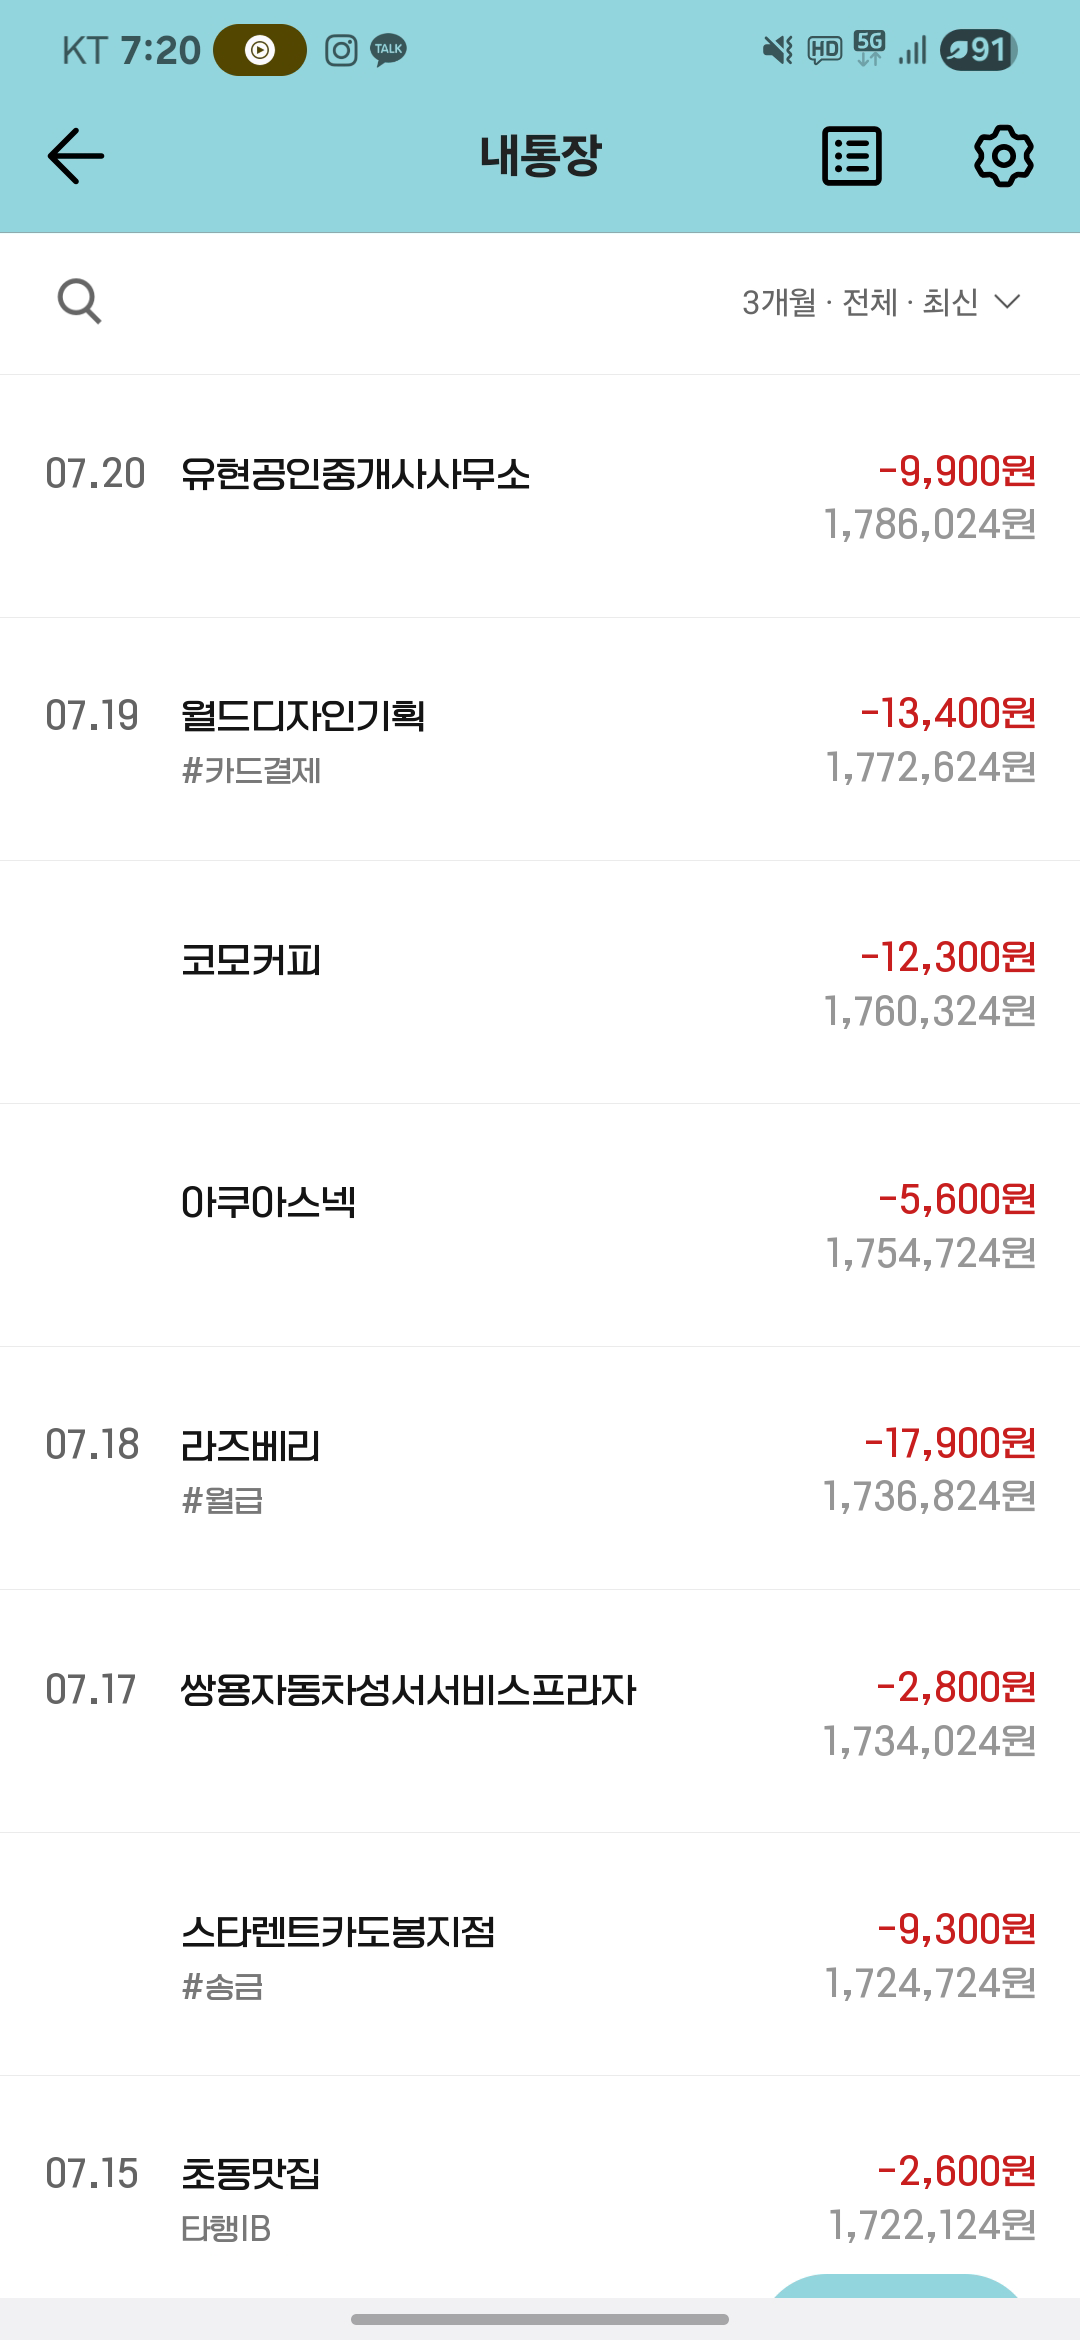 KT 7:20 TALK HD 5G 91
내통장
3개월 · 전체 · 최신
07.20 유현공인중개사사무소 -9,900원
1,786,024원
07.19 월드디자인기획 -13,400원
#카드결제 1,772,624원
코모커피 -12,300원
1,760,324원
아쿠아스넥 -5,600원
1,754,724원
07.18 라즈베리 -17,900원
#월급 1,736,824원
07.17 쌍용자동차성서서비스프라자 -2,800원
1,734,024원
스타렌트카도봉지점 -9,300원
#송금 1,724,724원
07.15 초동맛집 -2,600원
타행IB 1,722,124원